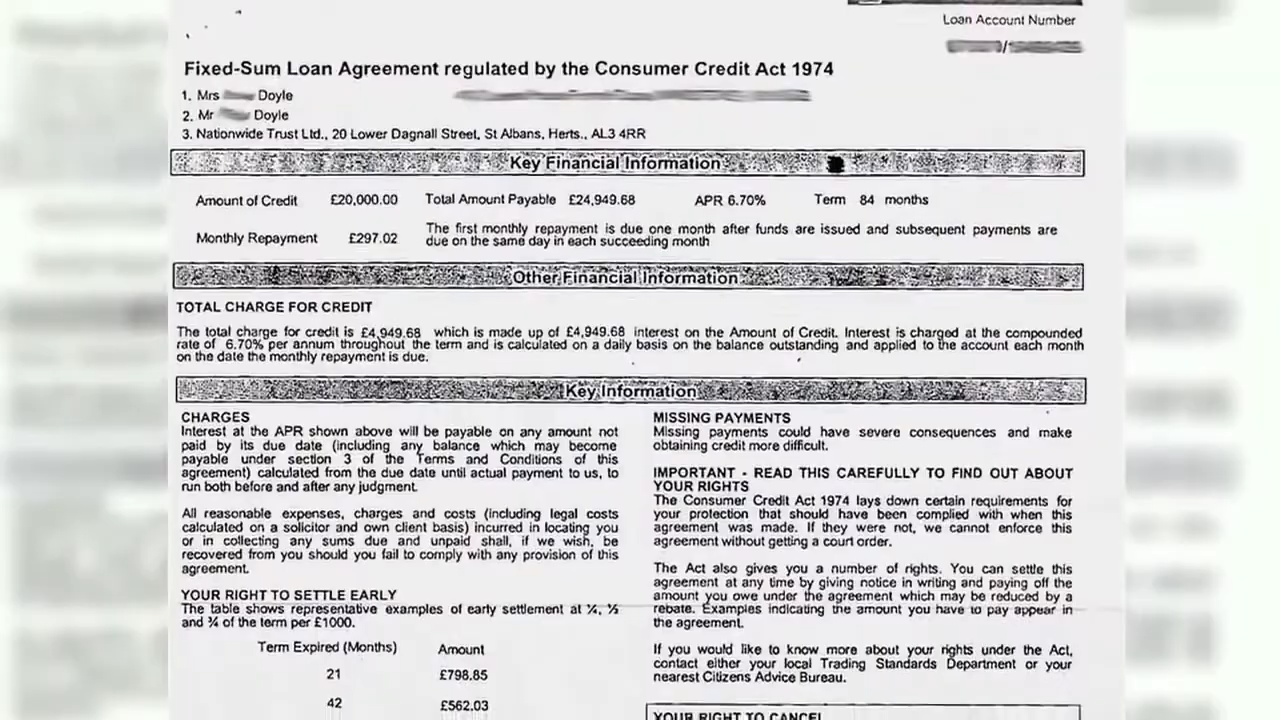 Loan Account Number
/
Fixed-Sum Loan Agreement regulated by the Consumer Credit Act 1974
1. Mrs Doyle
2. Mr Doyle
3. Nationwide Trust Ltd., 20 Lower Dagnall Street, St Albans, Herts., AL3 4RR
Key Financial Information
Amount of Credit £20,000.00 Total Amount Payable £24,949.68 APR 6.70% Term 84 months
Monthly Repayment £297.02 The first monthly repayment is due one month after funds are issued and subsequent payments are
due on the same day in each succeeding month
Other Financial Information
TOTAL CHARGE FOR CREDIT
The total charge for credit is £4,949.68 which is made up of £4,949.68 interest on the Amount of Credit. Interest is charged at the compounded
rate of 6.70% per annum throughout the term and is calculated on a daily basis on the balance outstanding and applied to the account each month
on the date the monthly repayment is due.
Key Information
CHARGES
Interest at the APR shown above will be payable on any amount not
paid by its due date (including any balance which may become
payable under section 3 of the Terms and Conditions of this
agreement) calculated from the due date until actual payment to us, to
run both before and after any judgment.
All reasonable expenses, charges and costs (including legal costs
calculated on a solicitor and own client basis) incurred in locating you
or in collecting any sums due and unpaid shall, if we wish, be
recovered from you should you fail to comply with any provision of this
agreement.
YOUR RIGHT TO SETTLE EARLY
The table shows representative examples of early settlement at ¼, ½
and ¾ of the term per £1000.
Term Expired (Months) Amount
21 £798.85
42 £562.03
MISSING PAYMENTS
Missing payments could have severe consequences and make
obtaining credit more difficult.
IMPORTANT - READ THIS CAREFULLY TO FIND OUT ABOUT
YOUR RIGHTS
The Consumer Credit Act 1974 lays down certain requirements for
your protection that should have been complied with when this
agreement was made. If they were not, we cannot enforce this
agreement without getting a court order.
The Act also gives you a number of rights. You can settle this
agreement at any time by giving notice in writing and paying off the
amount you owe under the agreement which may be reduced by a
rebate. Examples indicating the amount you have to pay appear in
the agreement.
If you would like to know more about your rights under the Act,
contact either your local Trading Standards Department or your
nearest Citizens Advice Bureau.
YOUR RIGHT TO CANCEL